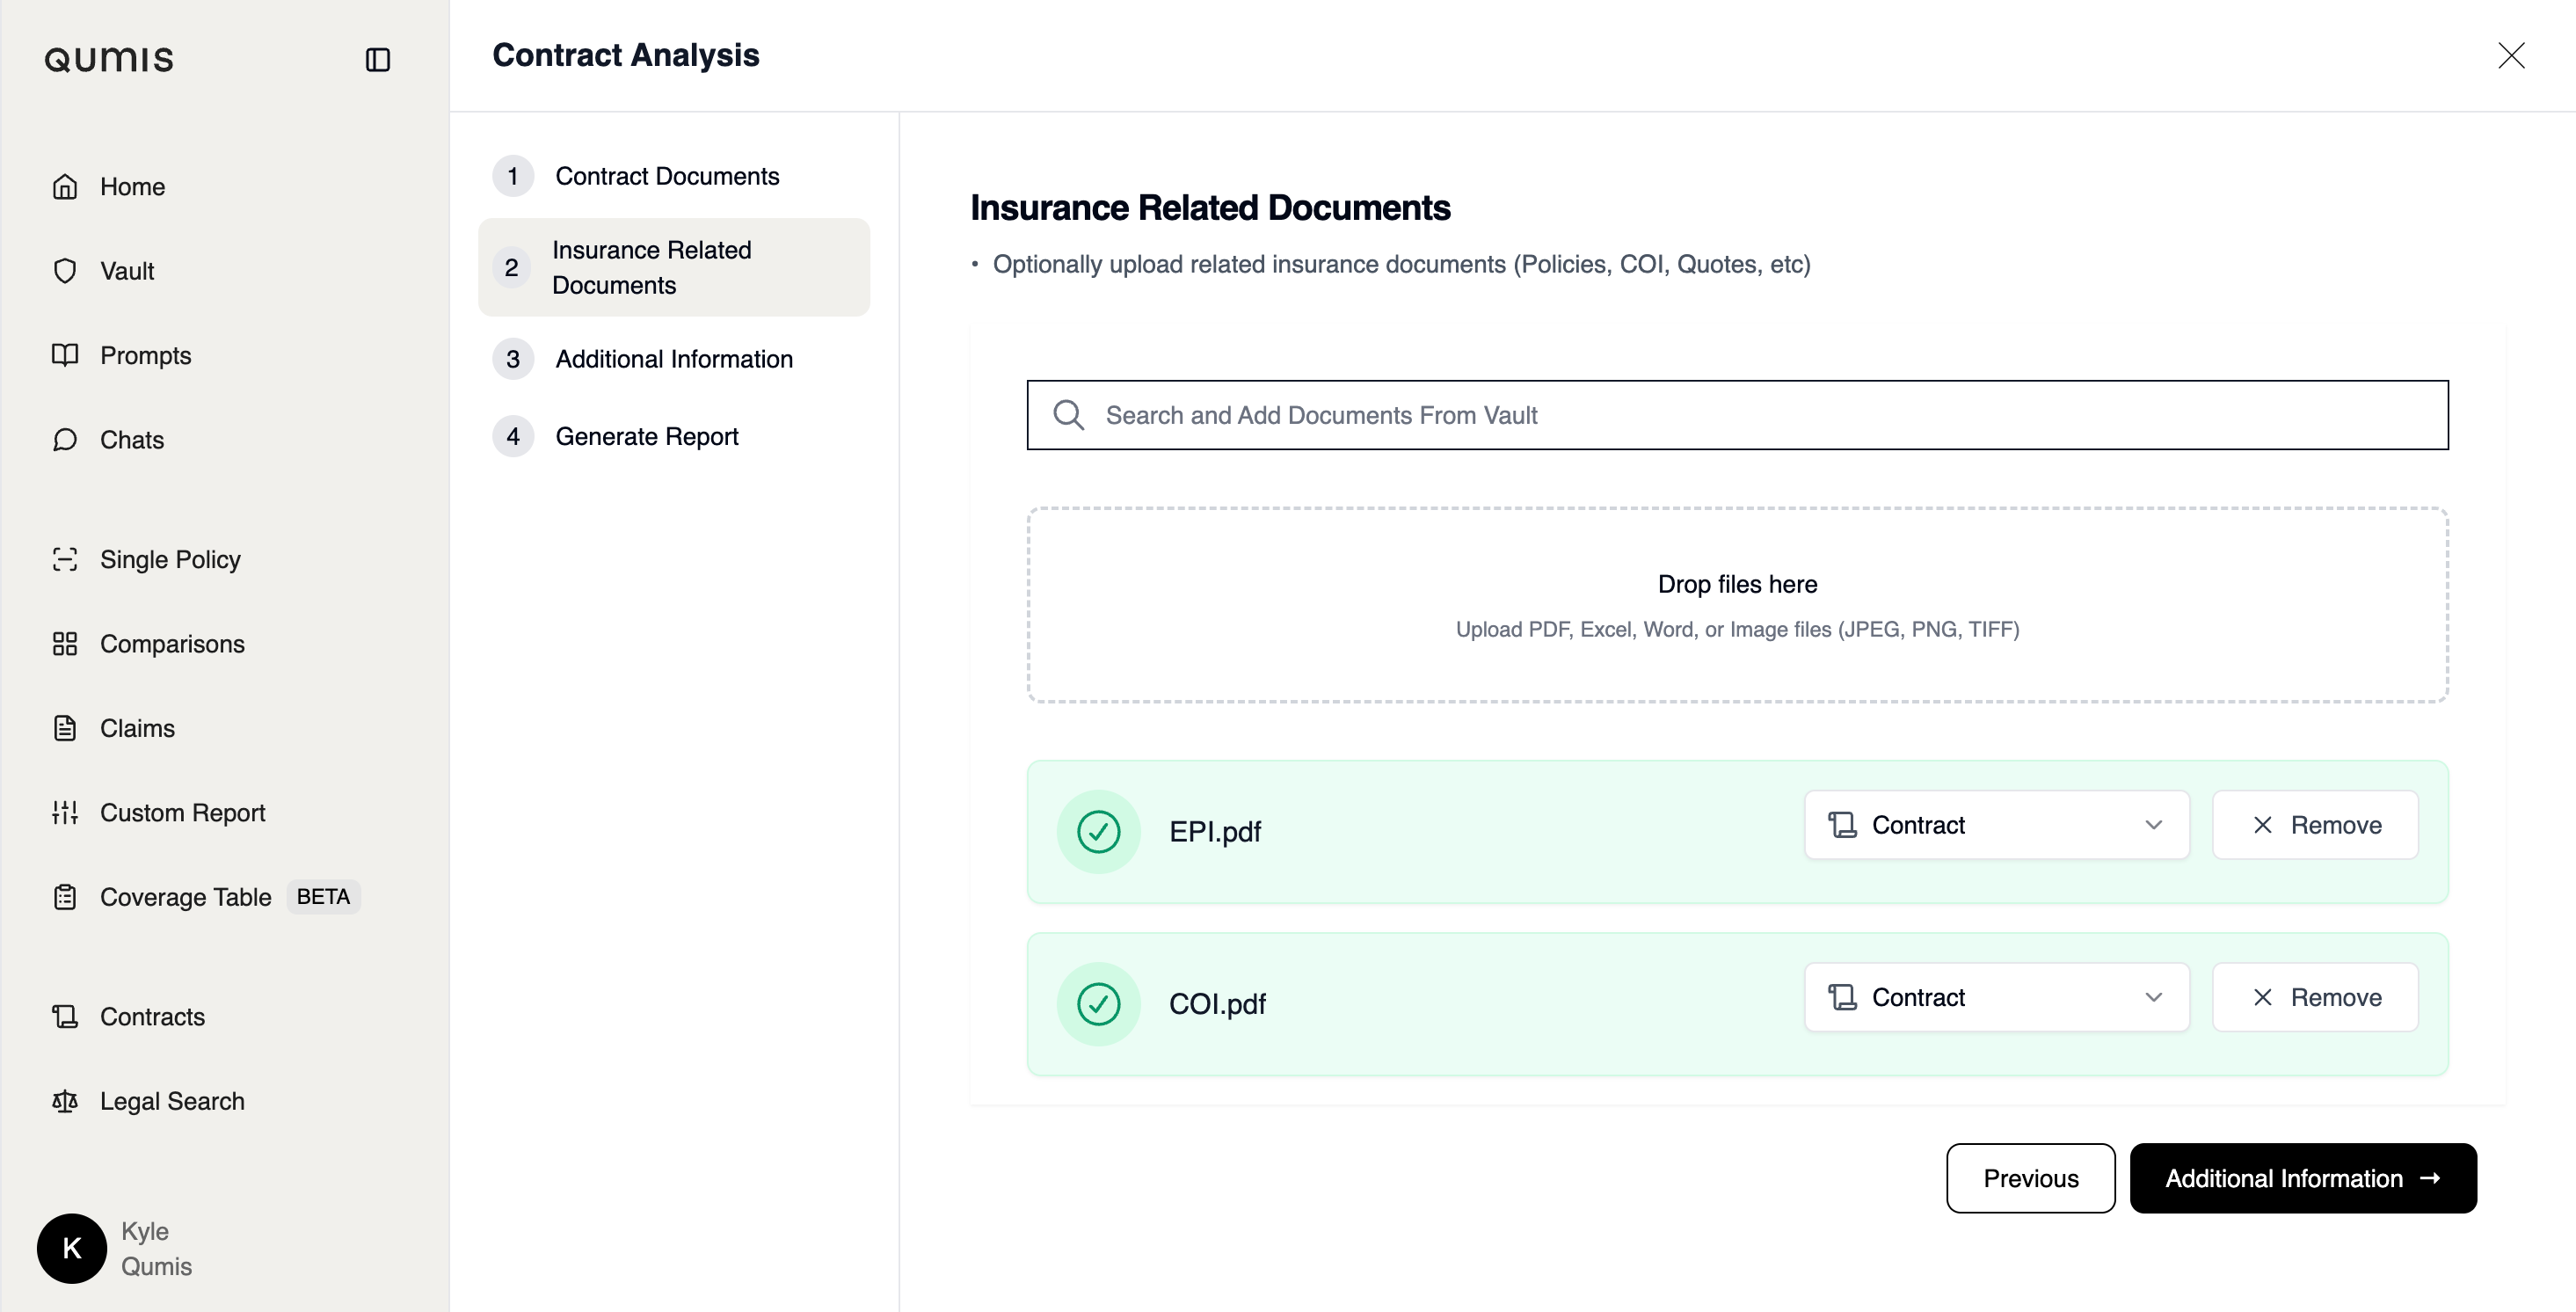 Qumis
Home
Vault
Prompts
Chats
Single Policy
Comparisons
Claims
Custom Report
Coverage Table BETA
Contracts
Legal Search
K
Kyle
Qumis
Contract Analysis
1 Contract Documents
2 Insurance Related
Documents
3 Additional Information
4 Generate Report
Insurance Related Documents
• Optionally upload related insurance documents (Policies, COI, Quotes, etc)
Search and Add Documents From Vault
Drop files here
Upload PDF, Excel, Word, or Image files (JPEG, PNG, TIFF)
EPI.pdf Contract Remove
COI.pdf Contract Remove
Previous Additional Information →